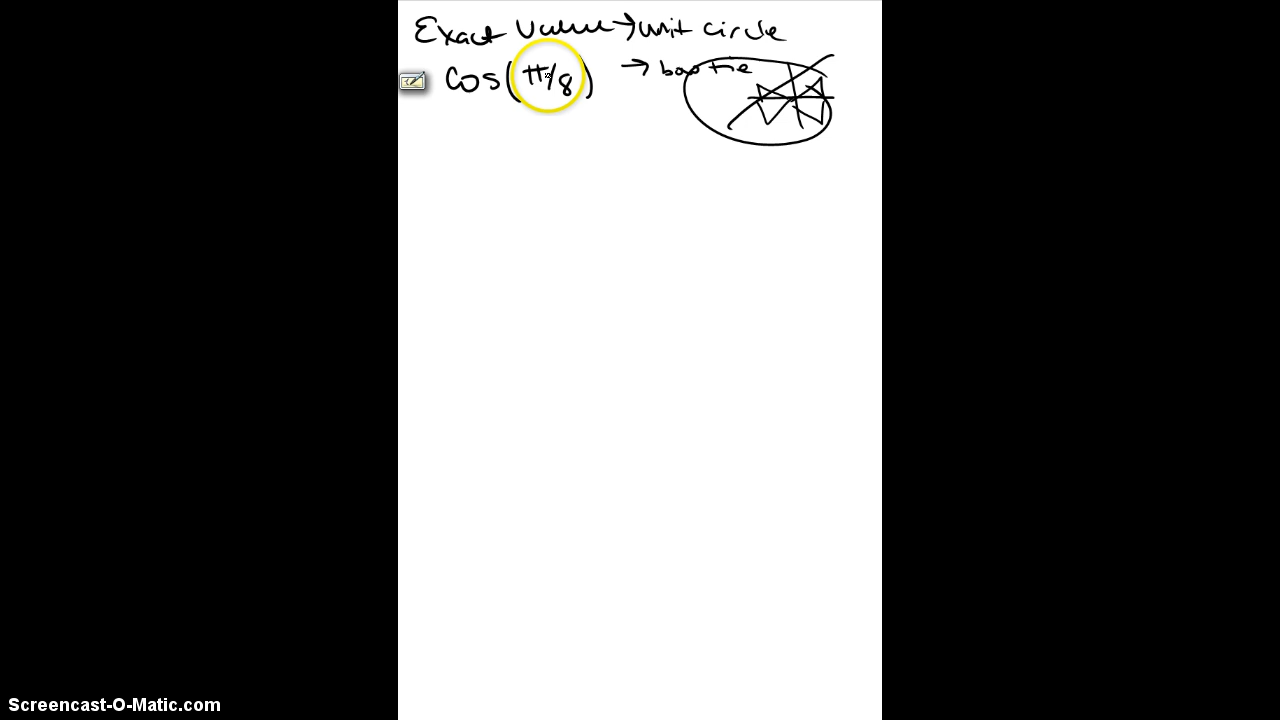 Exact Value → unit circle
cos(π/8) → bow tie
Screencast-O-Matic.com